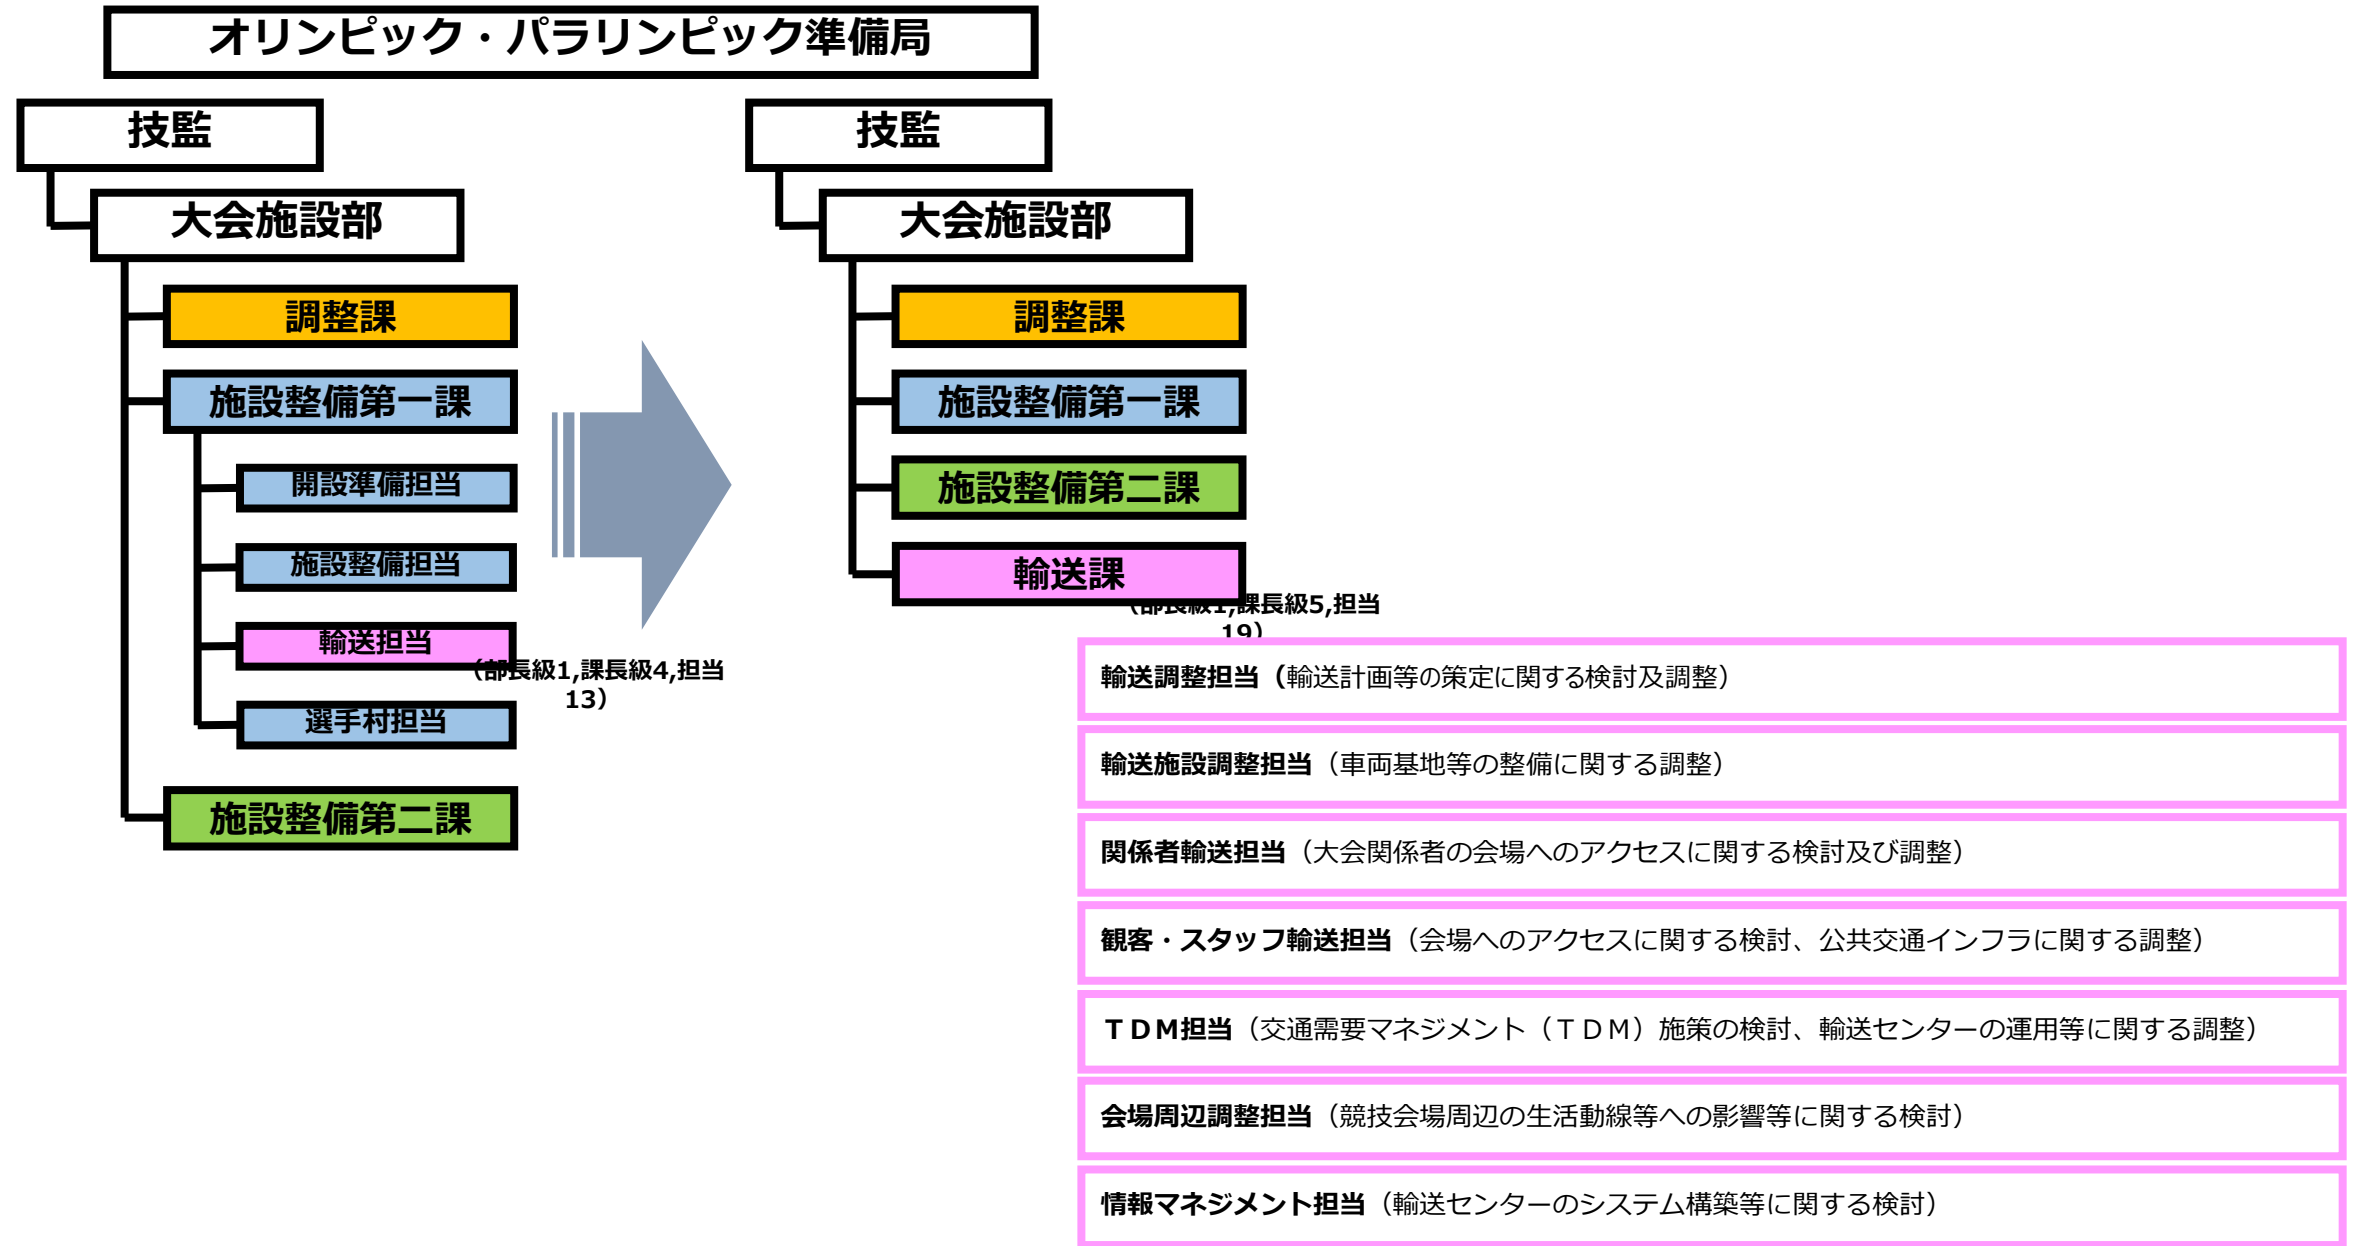 オリンピック・パラリンピック準備局
技監
大会施設部
調整課
施設整備第一課
開設準備担当
施設整備担当
輸送担当
（部長級1,課長級4,担当
13）
選手村担当
施設整備第二課
技監
大会施設部
調整課
施設整備第一課
施設整備第二課
輸送課
（部長級1,課長級5,担当
19）
輸送調整担当（輸送計画等の策定に関する検討及調整）
輸送施設調整担当（車両基地等の整備に関する調整）
関係者輸送担当（大会関係者の会場へのアクセスに関する検討及び調整）
観客・スタッフ輸送担当（会場へのアクセスに関する検討、公共交通インフラに関する調整）
ＴＤＭ担当（交通需要マネジメント（ＴＤＭ）施策の検討、輸送センターの運用等に関する調整）
会場周辺調整担当（競技会場周辺の生活動線等への影響等に関する検討）
情報マネジメント担当（輸送センターのシステム構築等に関する検討）